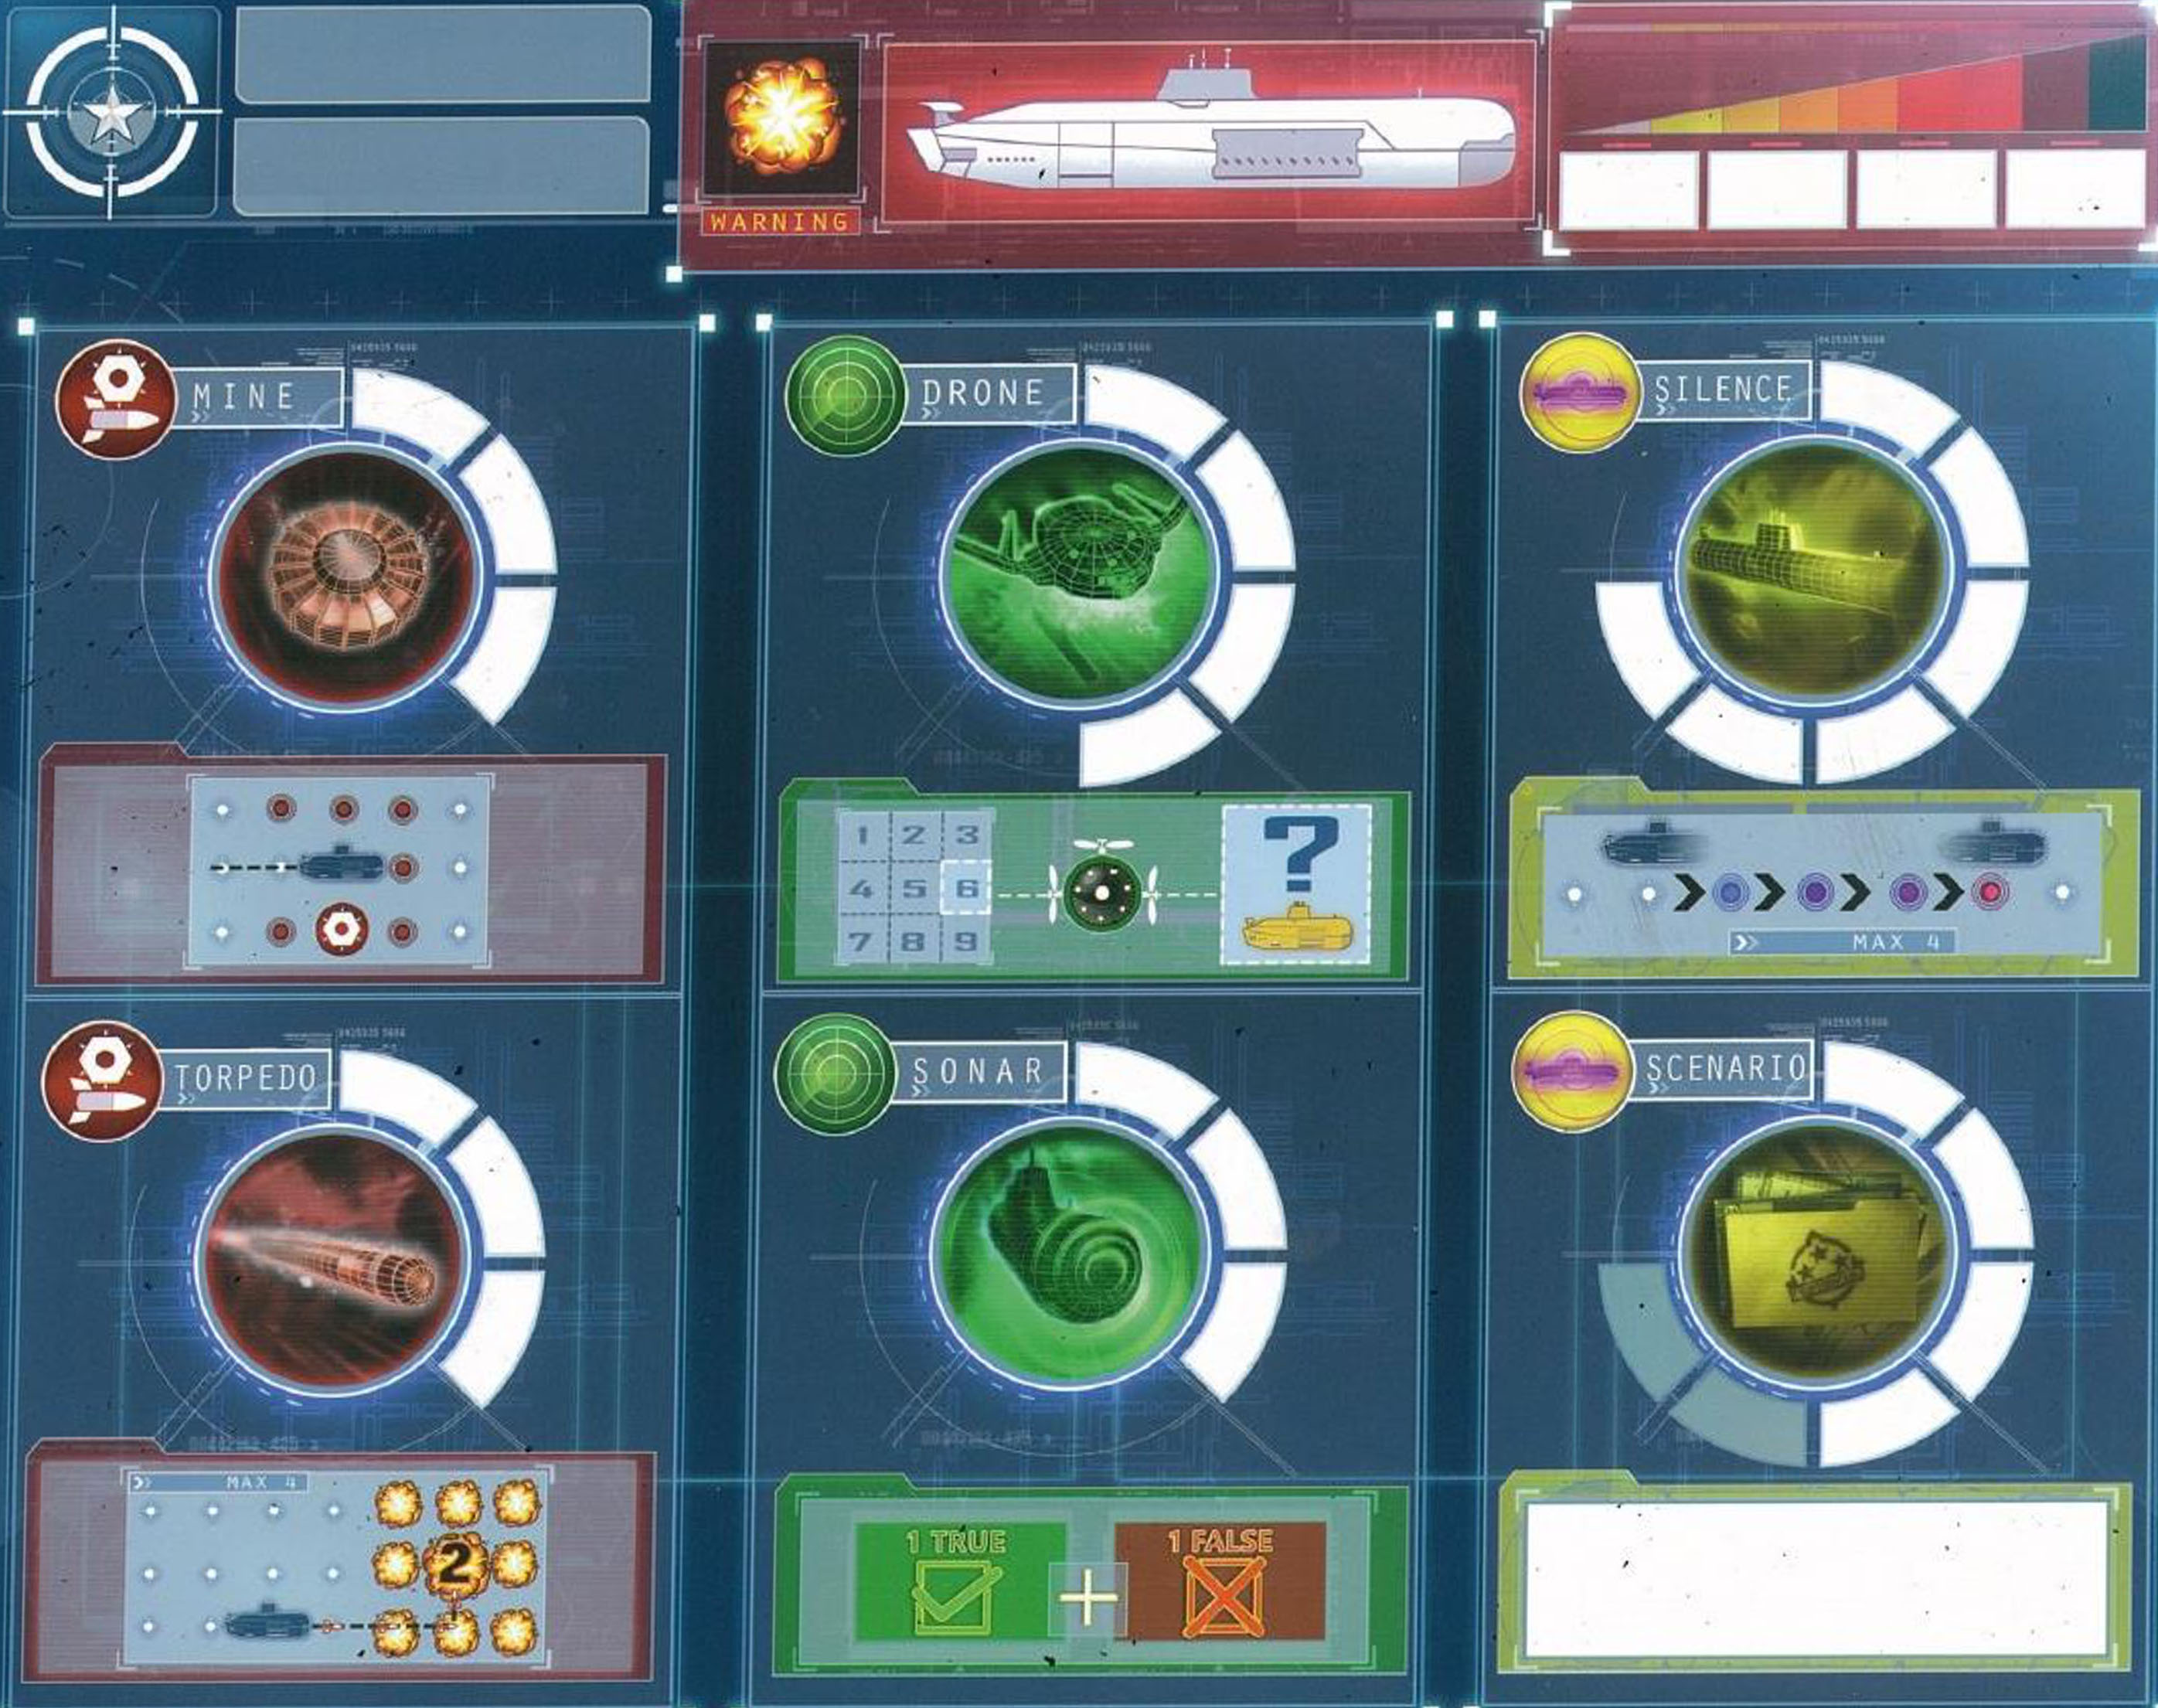 WARNING
MINE
DRONE
SILENCE
1 2 3
4 5 6
7 8 9
?
MAX 4
TORPEDO
SONAR
SCENARIO
MAX 4
2
1 TRUE
+
1 FALSE